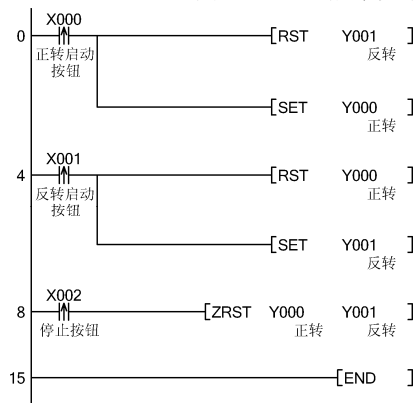 X000
0 [RST Y001 ]
正转启动 反转
按钮
[SET Y000 ]
正转
X001
4 [RST Y000 ]
反转启动 正转
按钮
[SET Y001 ]
反转
X002
8 [ZRST Y000 Y001 ]
停止按钮 正转 反转
15 [END ]